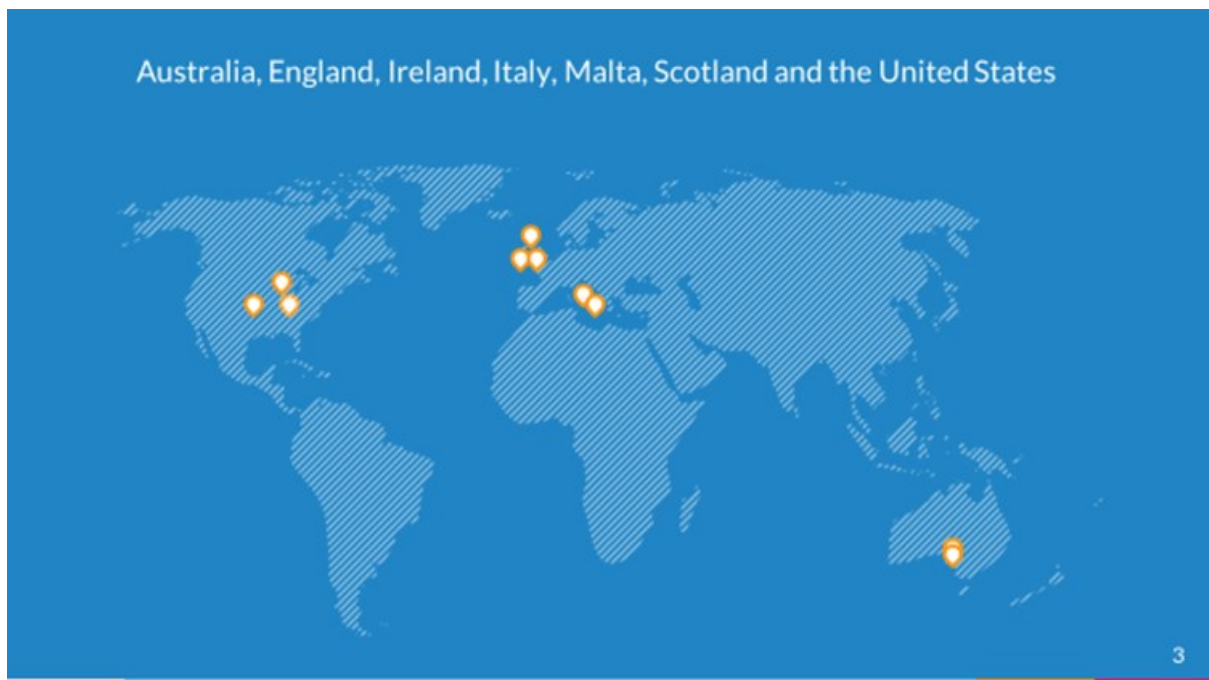 Australia, England, Ireland, Italy, Malta, Scotland and the United States
3